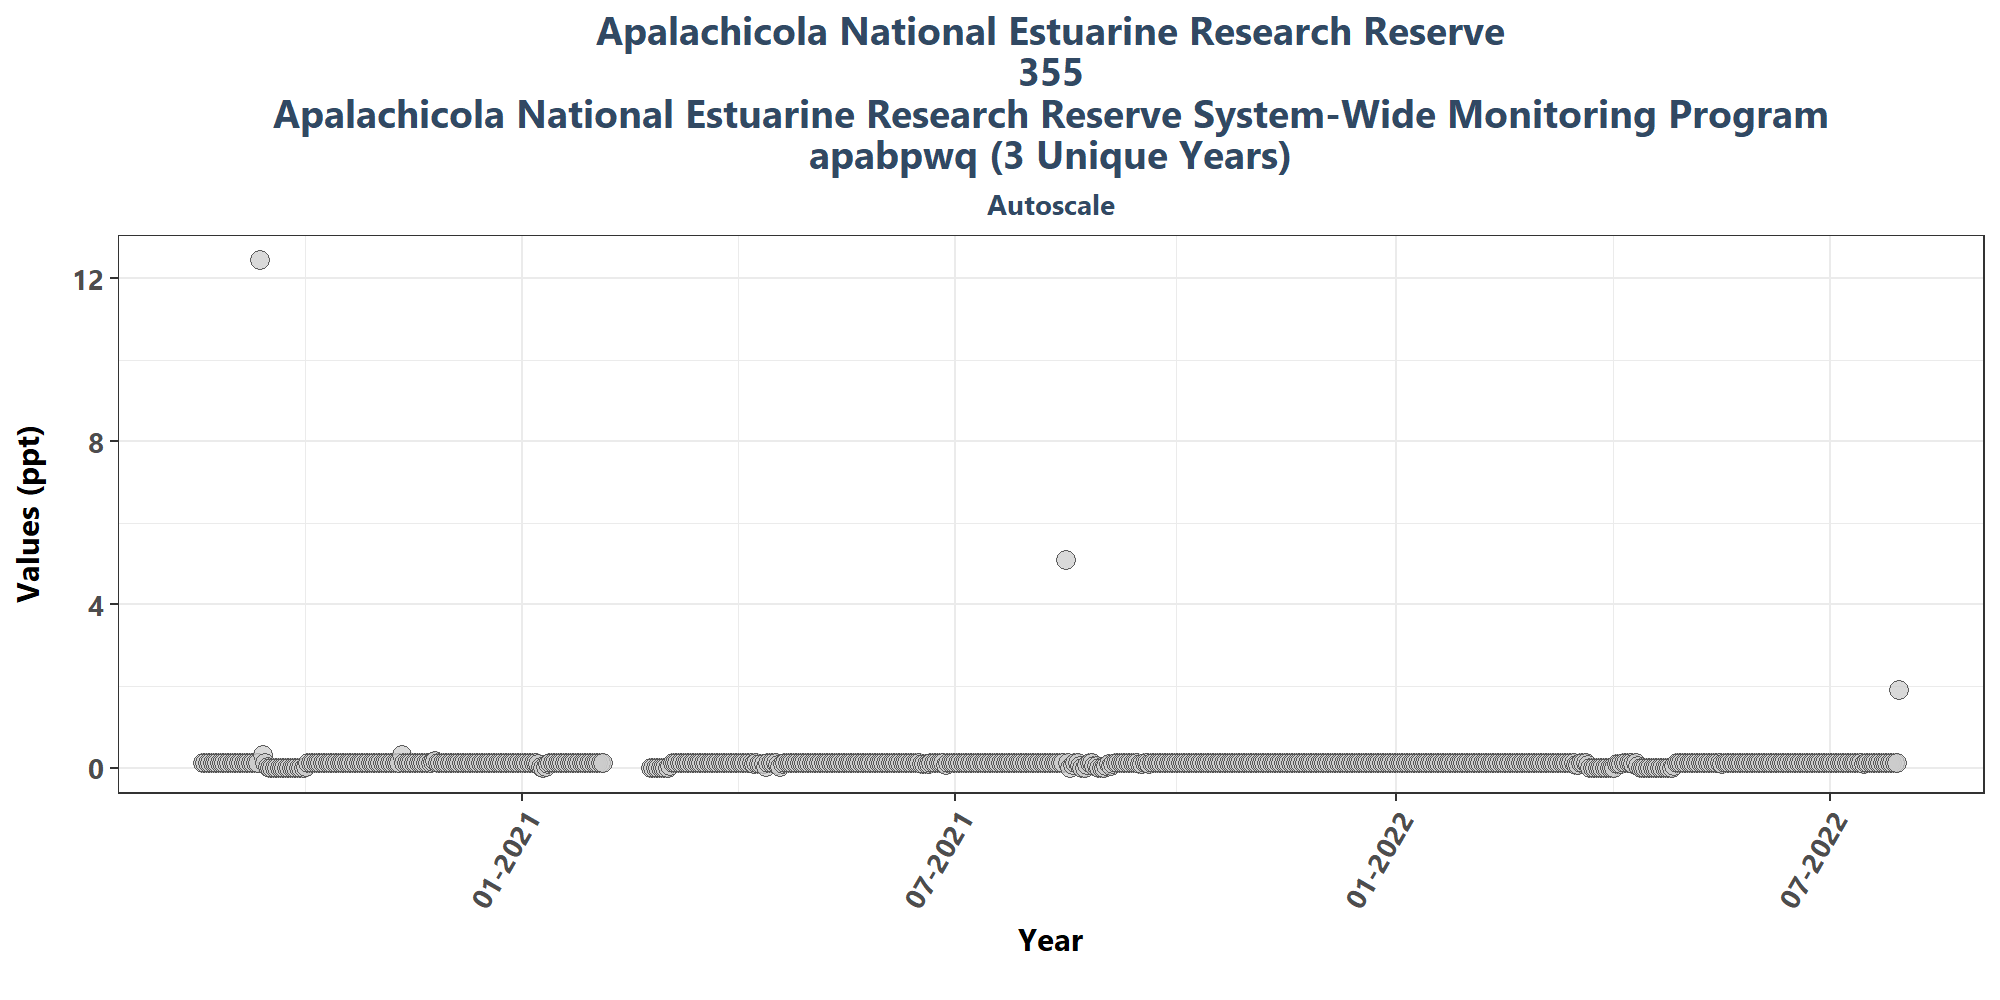 Apalachicola National Estuarine Research Reserve
355
Apalachicola National Estuarine Research Reserve System-Wide Monitoring Program
apabpwq (3 Unique Years)
Autoscale
12
8
4
0
Values (ppt)
01-2021
07-2021
01-2022
07-2022
Year